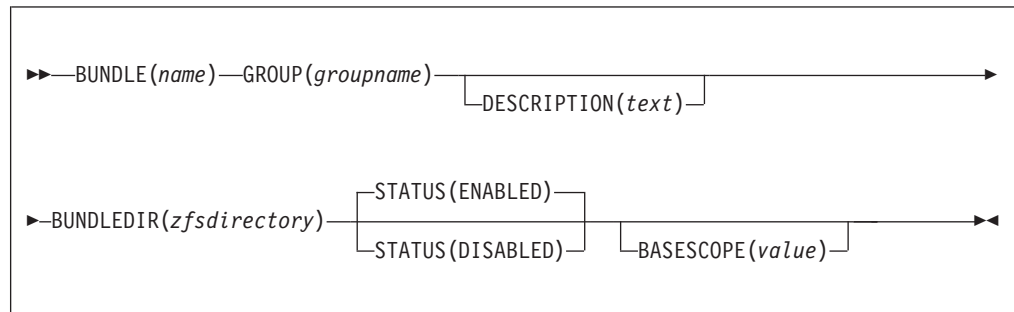 BUNDLE(name) GROUP(groupname)
DESCRIPTION(text)
STATUS(ENABLED)
BUNDLEDIR(zfsdirectory)
STATUS(DISABLED) BASESCOPE(value)